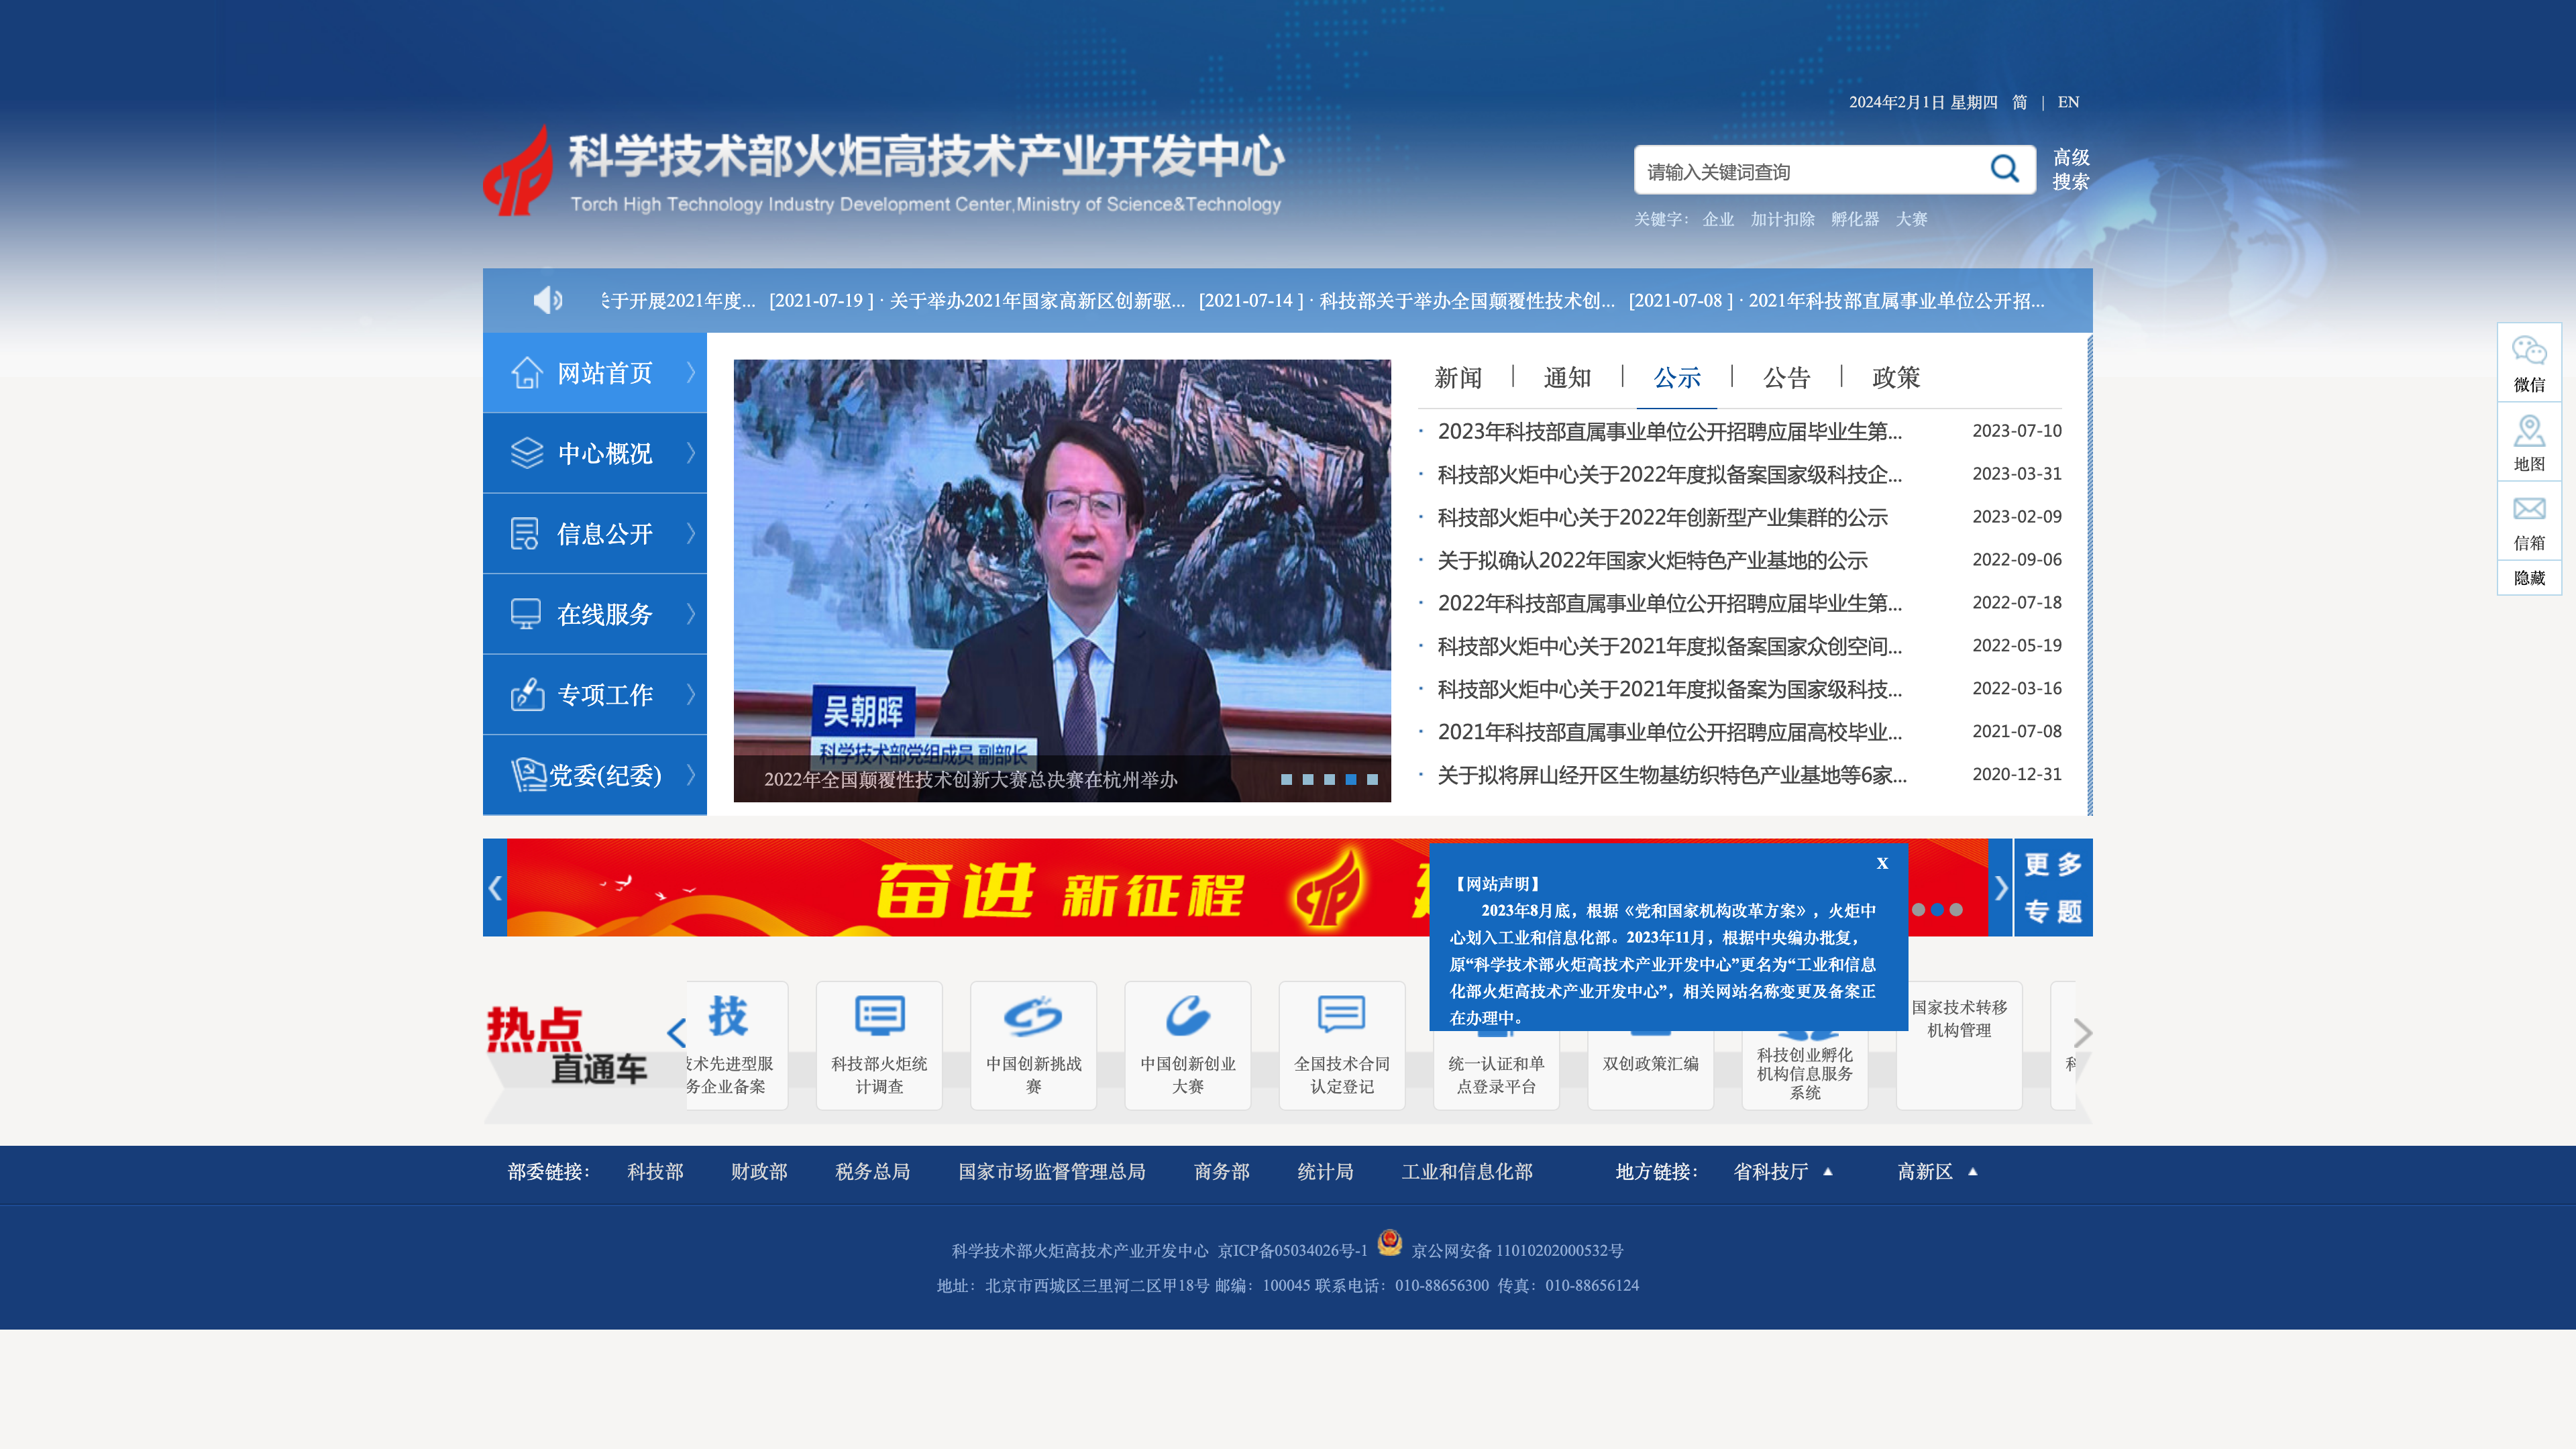 2024年2月1日 星期四 简 | EN
科学技术部火炬高技术产业开发中心
Torch High Technology Industry Development Center,Ministry of Science&Technology
请输入关键词查询
高级
搜索
关键字： 企业 加计扣除 孵化器 大赛
关于开展2021年度... [2021-07-19 ] · 关于举办2021年国家高新区创新驱... [2021-07-14 ] · 科技部关于举办全国颠覆性技术创... [2021-07-08 ] · 2021年科技部直属事业单位公开招...
网站首页
中心概况
信息公开
在线服务
专项工作
党委(纪委)
吴朝晖
科学技术部党组成员 副部长
2022年全国颠覆性技术创新大赛总决赛在杭州举办
新闻 | 通知 | 公示 | 公告 | 政策
· 2023年科技部直属事业单位公开招聘应届毕业生第... 2023-07-10
· 科技部火炬中心关于2022年度拟备案国家级科技企... 2023-03-31
· 科技部火炬中心关于2022年创新型产业集群的公示 2023-02-09
· 关于拟确认2022年国家火炬特色产业基地的公示 2022-09-06
· 2022年科技部直属事业单位公开招聘应届毕业生第... 2022-07-18
· 科技部火炬中心关于2021年度拟备案国家众创空间... 2022-05-19
· 科技部火炬中心关于2021年度拟备案为国家级科技... 2022-03-16
· 2021年科技部直属事业单位公开招聘应届高校毕业... 2021-07-08
· 关于拟将屏山经开区生物基纺织特色产业基地等6家... 2020-12-31
微信
地图
信箱
隐藏
奋进 新征程
更多
专题
x
【网站声明】
2023年8月底，根据《党和国家机构改革方案》，火炬中
心划入工业和信息化部。2023年11月，根据中央编办批复，
原“科学技术部火炬高技术产业开发中心”更名为“工业和信息
化部火炬高技术产业开发中心”，相关网站名称变更及备案正
在办理中。
热点
直通车
技
技术先进型服
务企业备案
科技部火炬统
计调查
中国创新挑战
赛
中国创新创业
大赛
全国技术合同
认定登记
统一认证和单
点登录平台
双创政策汇编
科技创业孵化
机构信息服务
系统
国家技术转移
机构管理
部委链接： 科技部 财政部 税务总局 国家市场监督管理总局 商务部 统计局 工业和信息化部 地方链接： 省科技厅 ▲ 高新区 ▲
科学技术部火炬高技术产业开发中心 京ICP备05034026号-1 京公网安备 11010202000532号
地址：北京市西城区三里河二区甲18号 邮编：100045 联系电话：010-88656300 传真：010-88656124